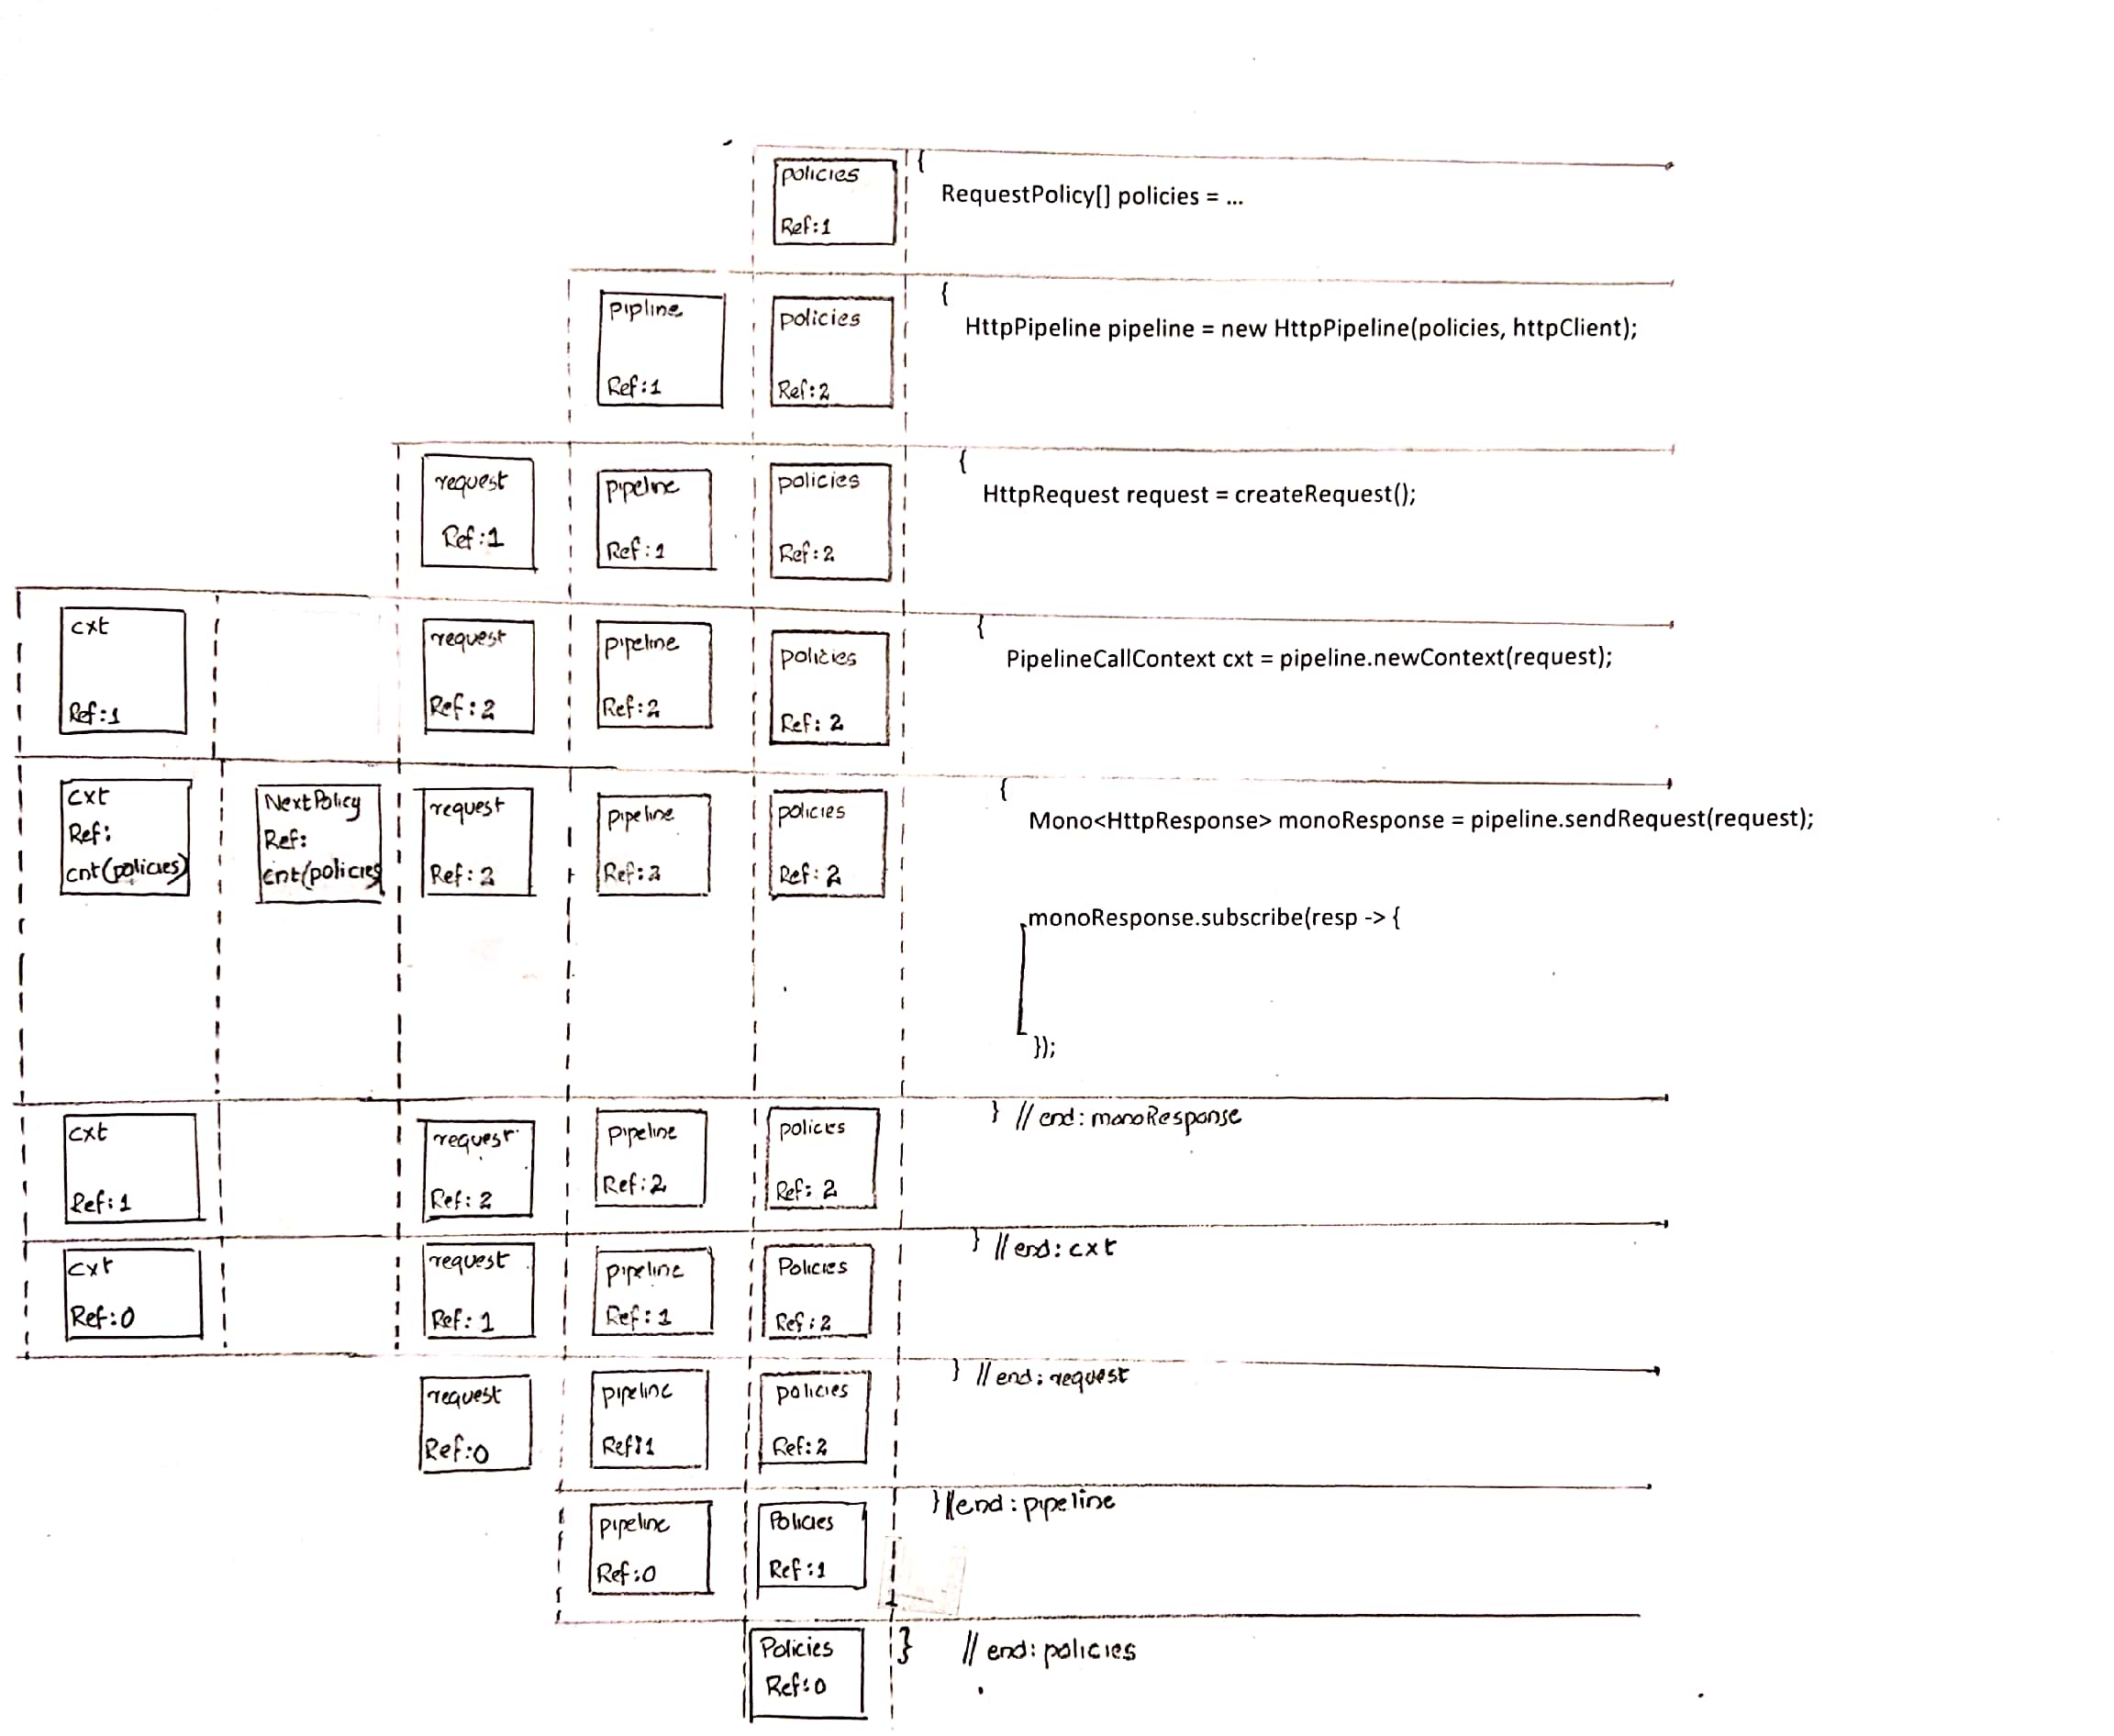 policies
Ref:1
{
RequestPolicy[] policies = ...
pipline
Ref:1
policies
Ref:2
{
HttpPipeline pipeline = new HttpPipeline(policies, httpClient);
request
Ref:1
pipeline
Ref:1
policies
Ref:2
{
HttpRequest request = createRequest();
cxt
Ref:1
request
Ref:2
pipeline
Ref:2
policies
Ref:2
{
PipelineCallContext cxt = pipeline.newContext(request);
cxt
Ref:
cnt(policies)
NextPolicy
Ref:
cnt(policies
request
Ref:2
pipeline
Ref:2
policies
Ref:2
{
Mono<HttpResponse> monoResponse = pipeline.sendRequest(request);
monoResponse.subscribe(resp -> {
});
cxt
Ref:1
request
Ref:2
pipeline
Ref:2
policies
Ref:2
} // end: monoResponse
cxt
Ref:0
request
Ref:1
pipeline
Ref:1
Policies
Ref:2
} // end: cxt
request
Ref:0
pipeline
Ref:1
policies
Ref:2
} // end: request
pipeline
Ref:0
Policies
Ref:1
} // end: pipeline
Policies
Ref:0
} // end: policies